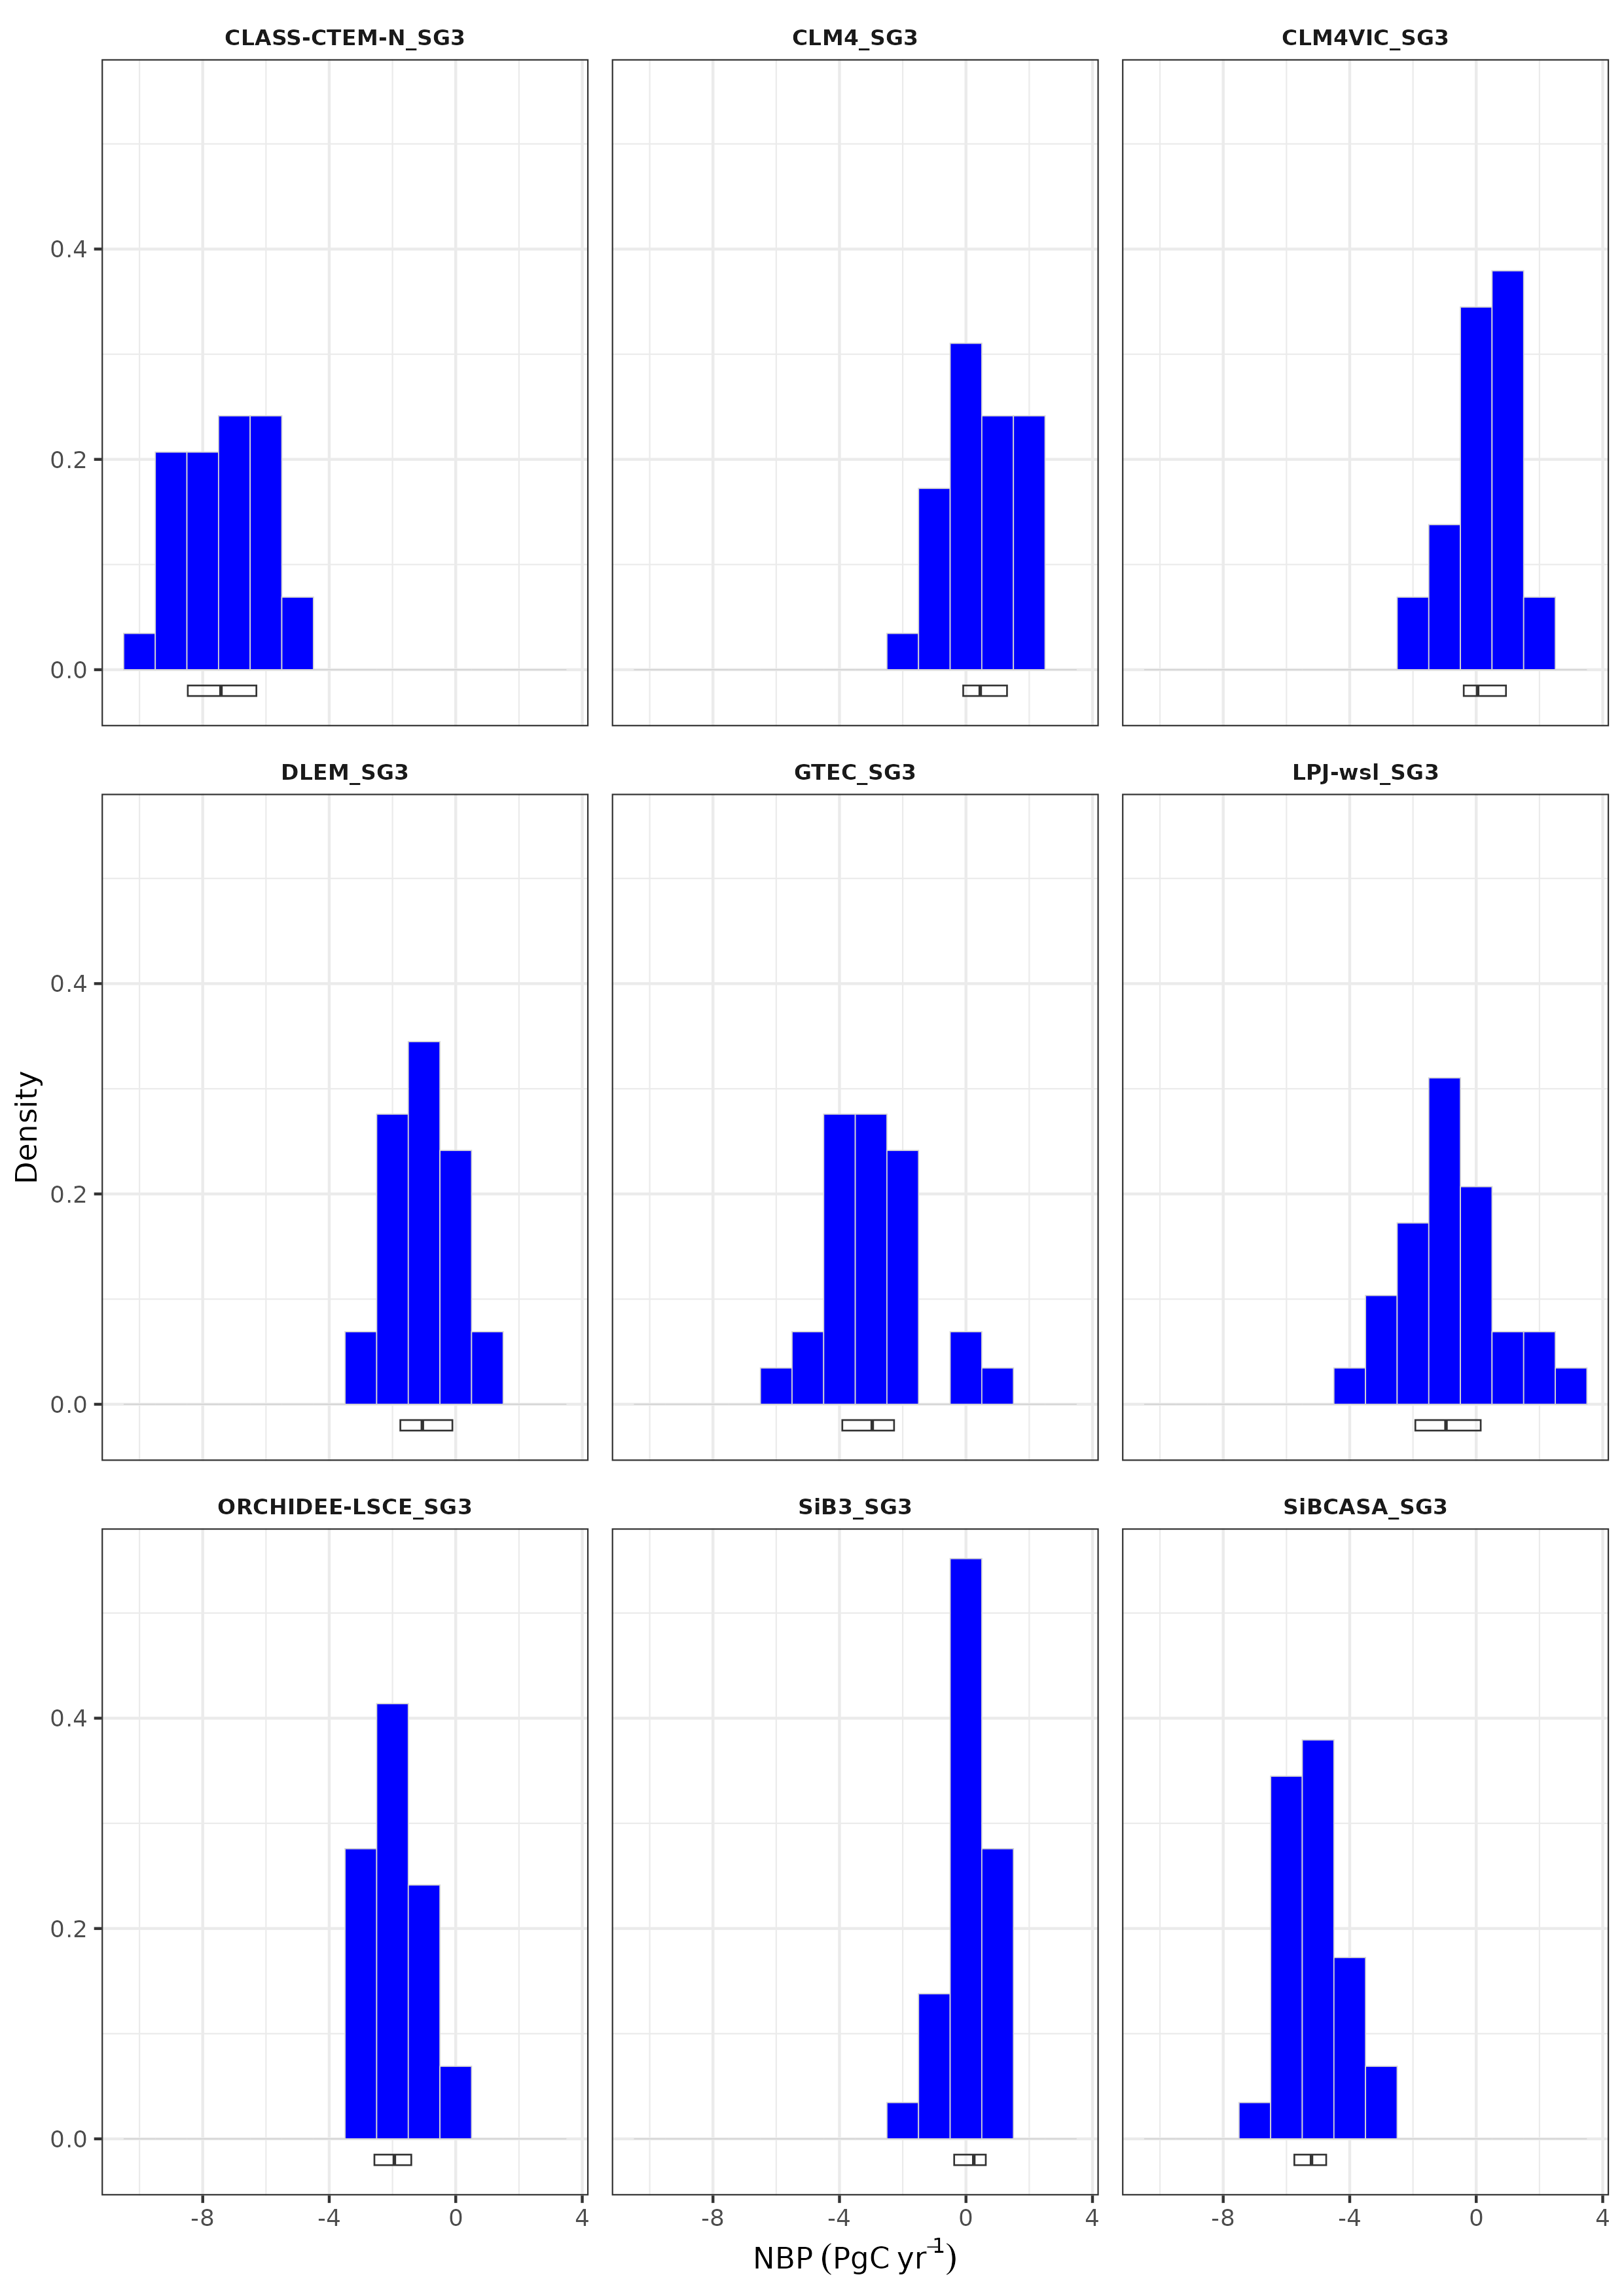 CLASS-CTEM-N_SG3 CLM4_SG3 CLM4VIC_SG3
0.4
0.2
0.0
DLEM_SG3 GTEC_SG3 LPJ-wsl_SG3
0.4
0.2
0.0
Density
ORCHIDEE-LSCE_SG3 SiB3_SG3 SiBCASA_SG3
0.4
0.2
0.0
-8 -4 0 4 -8 -4 0 4 -8 -4 0 4
NBP (PgC yr⁻¹)